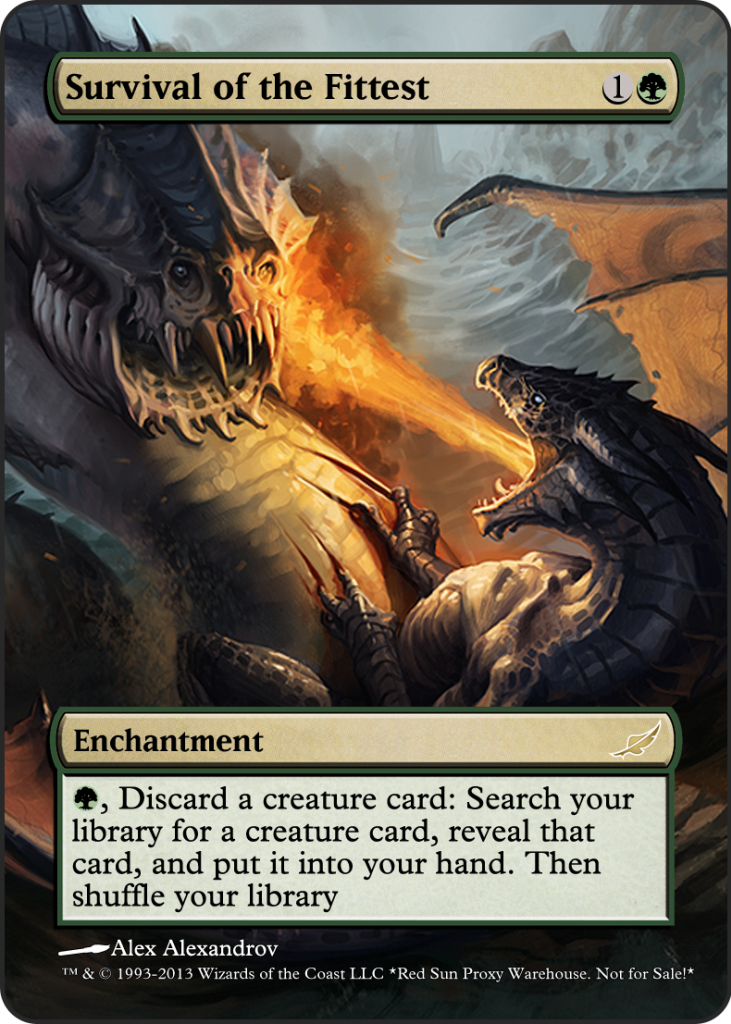 Survival of the Fittest 1
Enchantment
, Discard a creature card: Search your
library for a creature card, reveal that
card, and put it into your hand. Then
shuffle your library
Alex Alexandrov
™ & © 1993-2013 Wizards of the Coast LLC *Red Sun Proxy Warehouse. Not for Sale!*